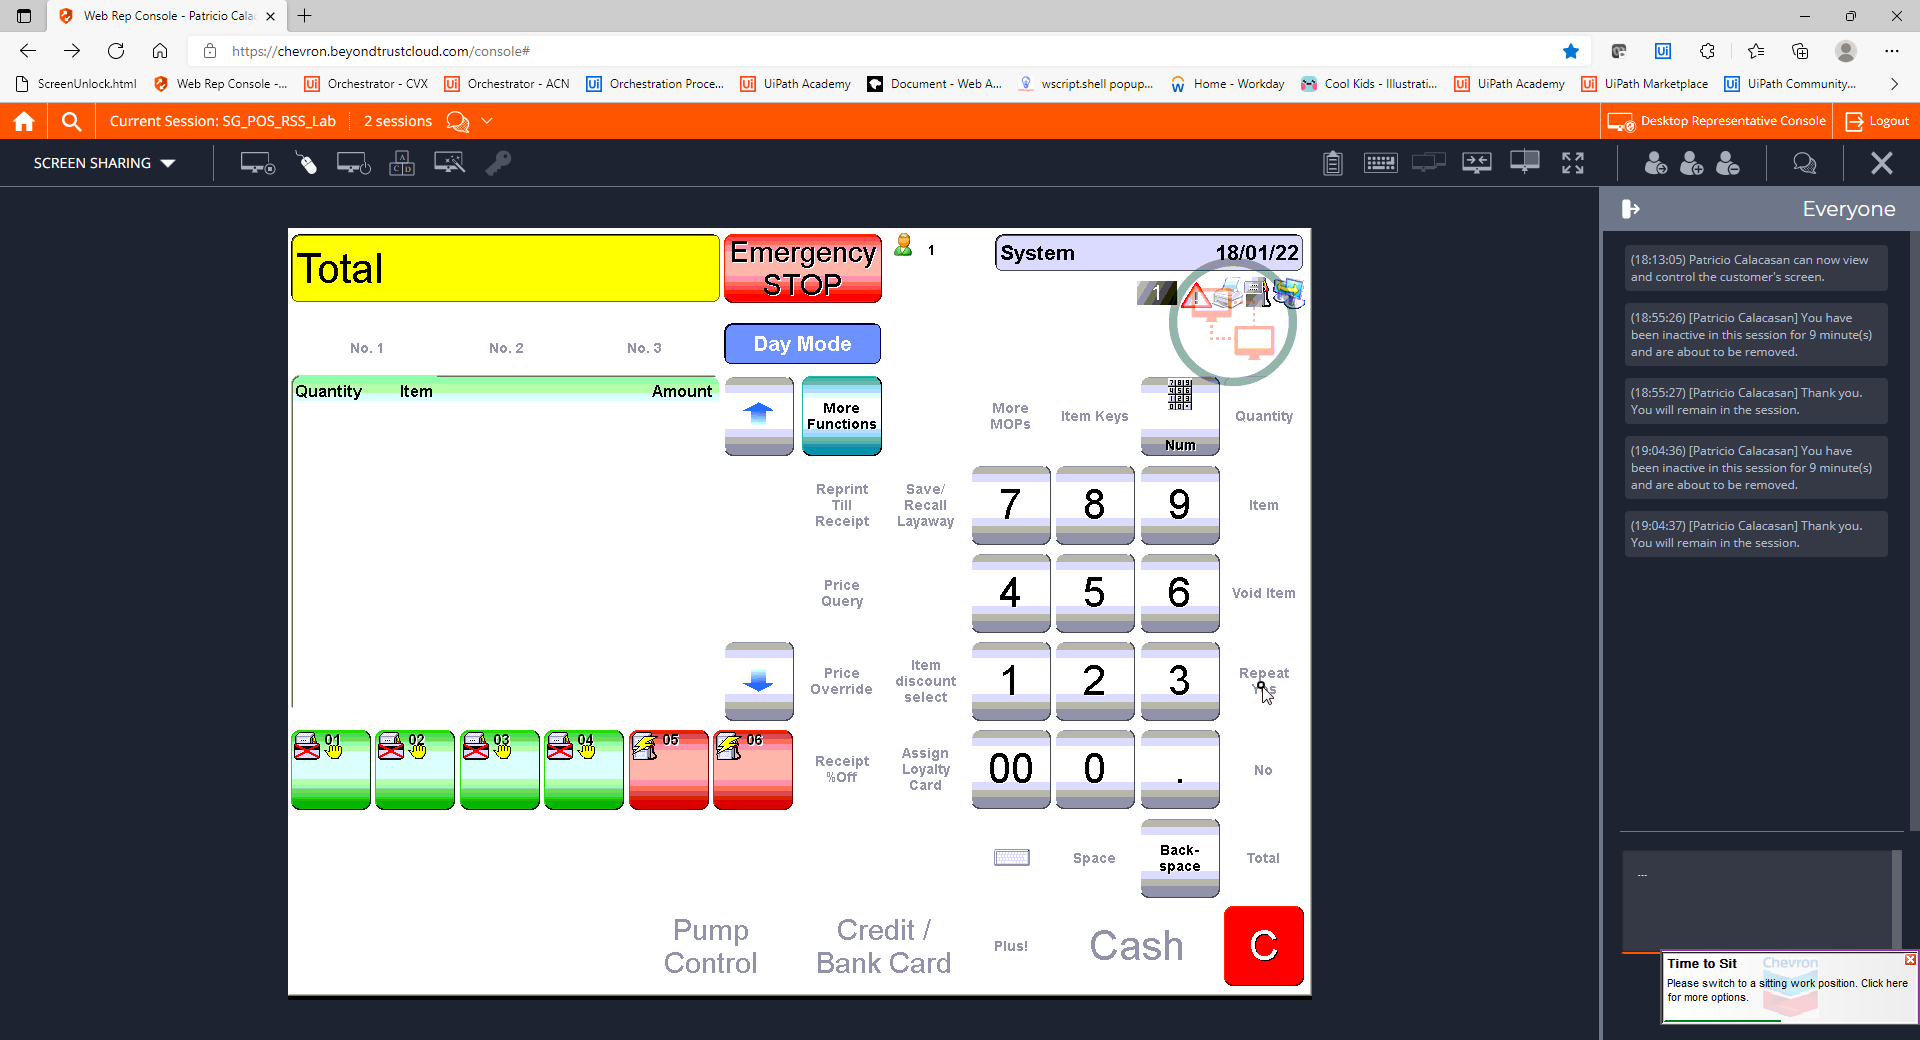 Web Rep Console - Patricio Cala
https://chevron.beyondtrustcloud.com/console#
ScreenUnlock.html
Web Rep Console -...
Orchestrator - CVX
Orchestrator - ACN
Orchestration Proce...
UiPath Academy
Document - Web A...
wscript.shell popup...
Home - Workday
Cool Kids - Illustrati...
UiPath Academy
UiPath Marketplace
UiPath Community...
Current Session: SG_POS_RSS_Lab
2 sessions
Desktop Representative Console
Logout
SCREEN SHARING
Everyone
(18:13:05) Patricio Calacasan can now view
and control the customer's screen.
(18:55:26) [Patricio Calacasan] You have
been inactive in this session for 9 minute(s)
and are about to be removed.
(18:55:27) [Patricio Calacasan] Thank you.
You will remain in the session.
(19:04:36) [Patricio Calacasan] You have
been inactive in this session for 9 minute(s)
and are about to be removed.
(19:04:37) [Patricio Calacasan] Thank you.
You will remain in the session.
...
Total
Emergency
STOP
1
System 18/01/22
1
No. 1 No. 2 No. 3
Day Mode
Quantity Item Amount
More
Functions
More
MOPs
Item Keys
Num
Quantity
Reprint
Till
Receipt
Save/
Recall
Layaway
7 8 9
Item
Price
Query
4 5 6
Void Item
Price
Override
Item
discount
select
1 2 3
Repeat
Yes
01 02 03 04 05 06
Receipt
%Off
Assign
Loyalty
Card
00 0 .
No
Space
Back-
space
Total
Pump
Control
Credit /
Bank Card
Plus!
Cash
C
Time to Sit
Chevron
Please switch to a sitting work position. Click here
for more options.